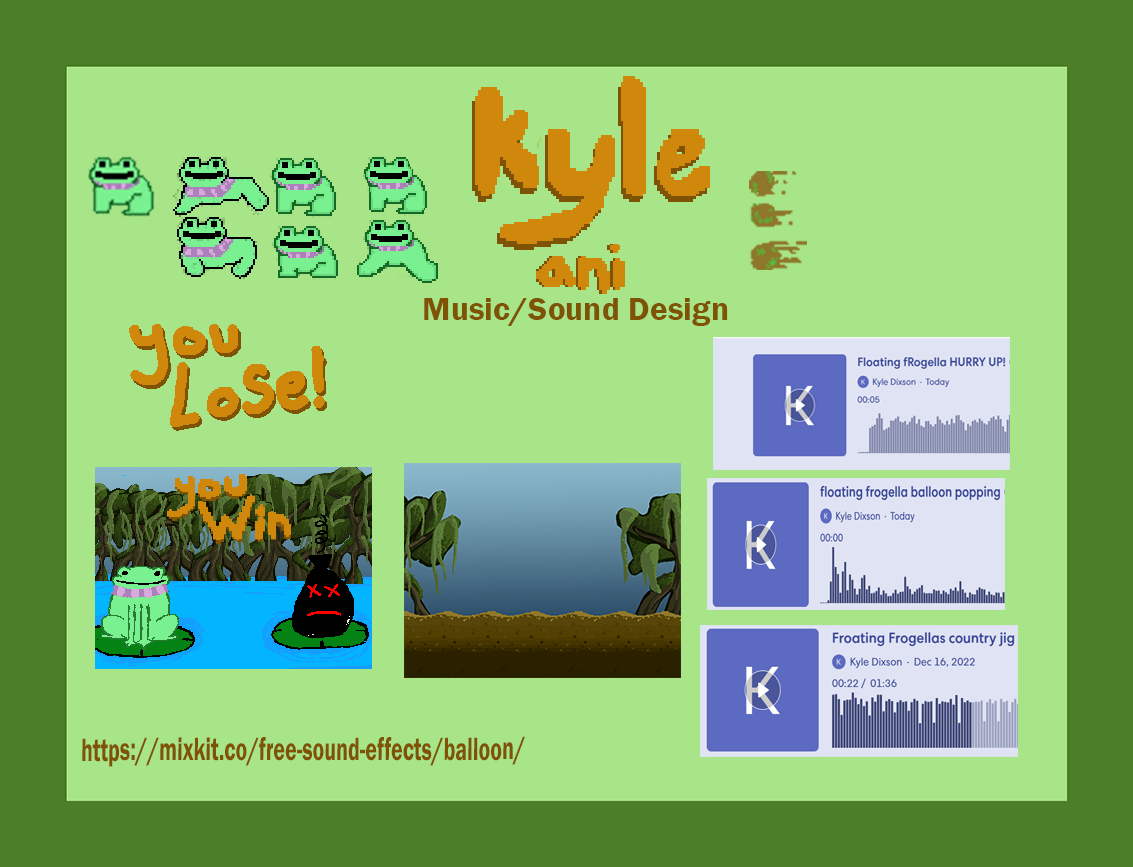 Kyle
ani
Music/Sound Design
you
Lose!
Floating fRogella HURRY UP!
K Kyle Dixson · Today
00:05
K
floating frogella balloon popping
K Kyle Dixson · Today
00:00
K
you
Win
Froating Frogellas country jig
K Kyle Dixson · Dec 16, 2022
00:22 / 01:36
K
https://mixkit.co/free-sound-effects/balloon/